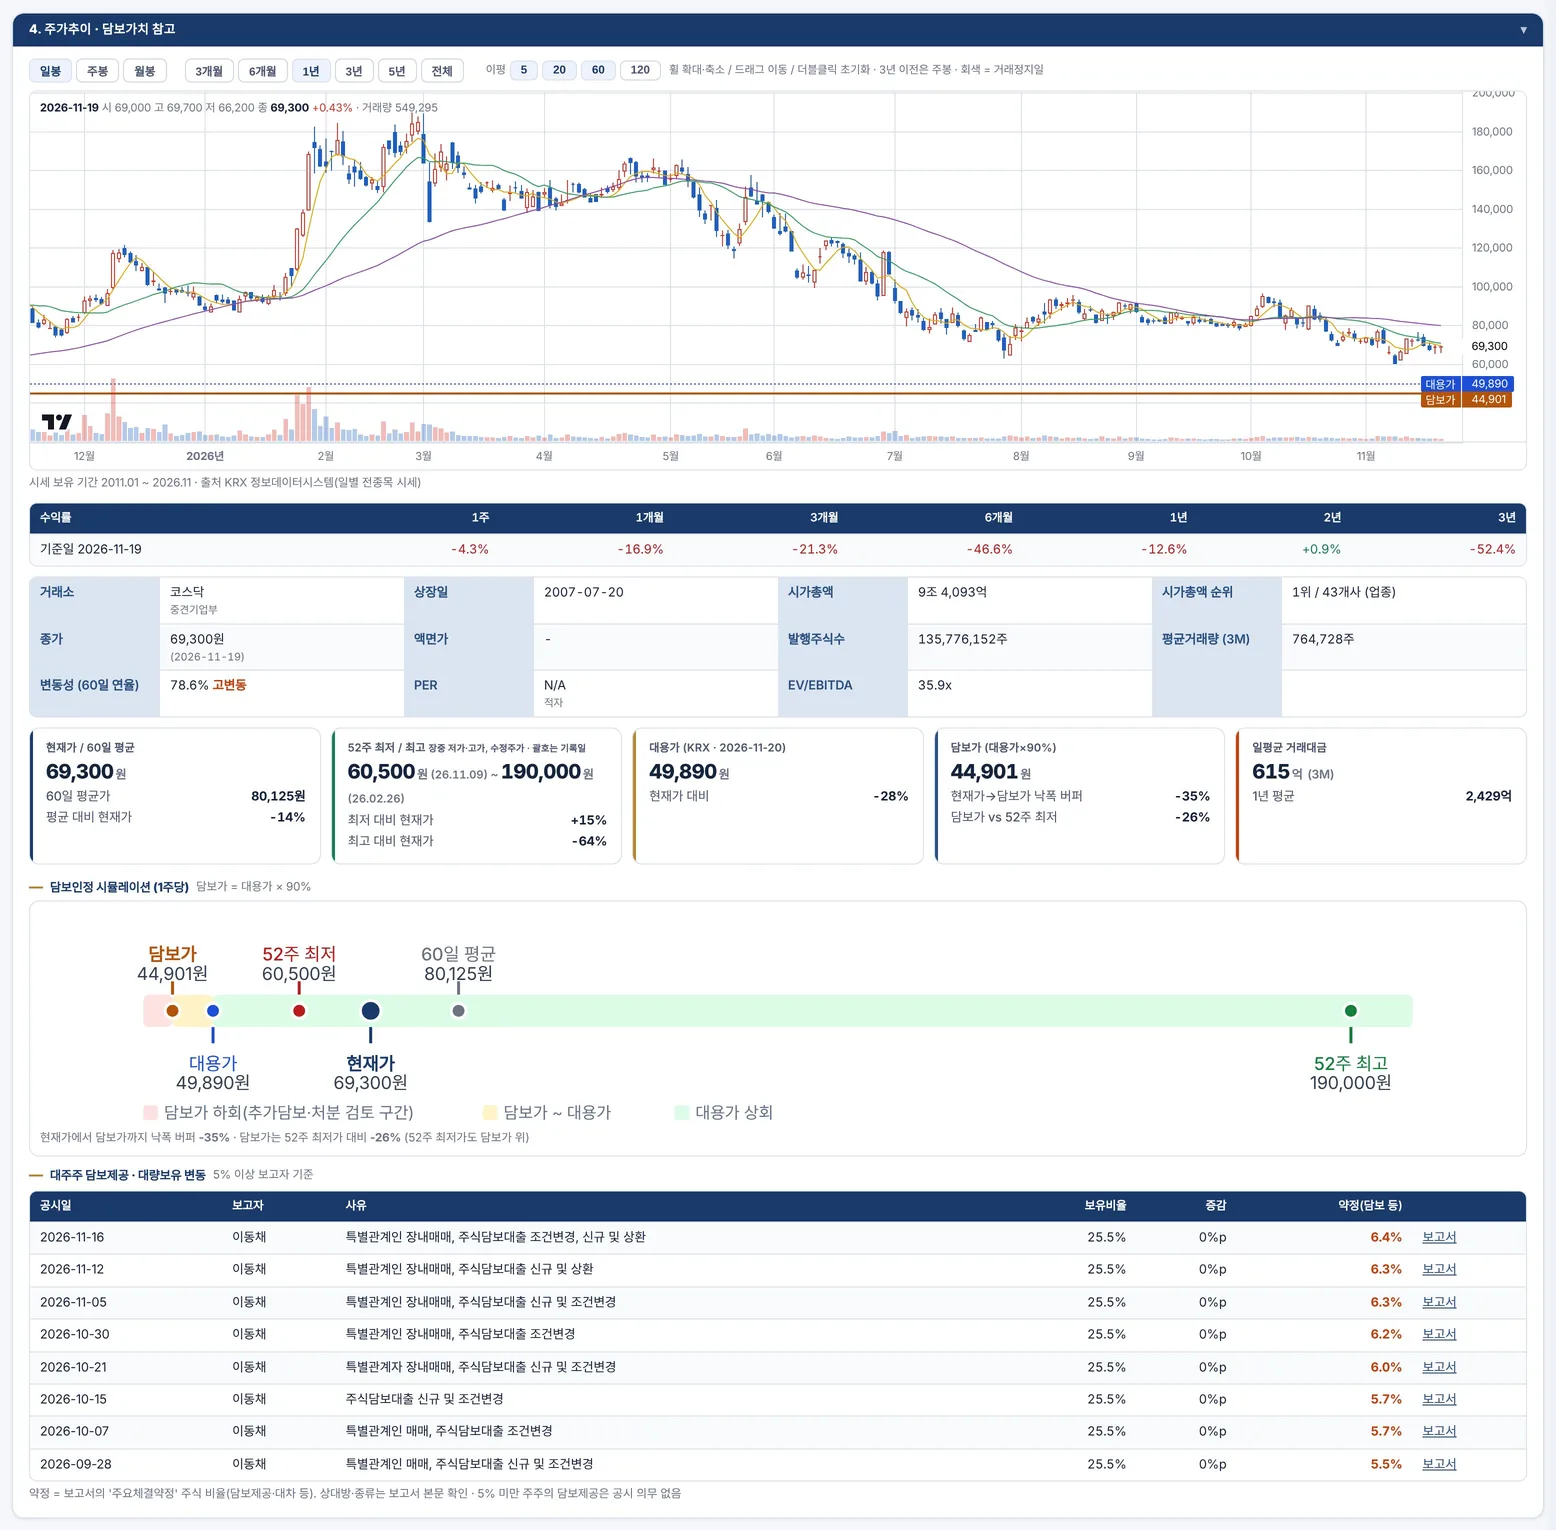 4. 주가추이 · 담보가치 참고 ▼
일봉 주봉 월봉 3개월 6개월 1년 3년 5년 전체 이평 5 20 60 120 휠 확대·축소 / 드래그 이동 / 더블클릭 초기화 · 3년 이전은 주봉 · 회색 = 거래정지일
2026-11-19 시 69,000 고 69,700 저 66,200 종 69,300 +0.43% · 거래량 549,295
200,000
180,000
160,000
140,000
120,000
100,000
80,000
69,300
60,000
대용가 49,890
담보가 44,901
12월 2026년 2월 3월 4월 5월 6월 7월 8월 9월 10월 11월
시세 보유 기간 2011.01 ~ 2026.11 · 출처 KRX 정보데이터시스템(일별 전종목 시세)
수익률 1주 1개월 3개월 6개월 1년 2년 3년
기준일 2026-11-19 -4.3% -16.9% -21.3% -46.6% -12.6% +0.9% -52.4%
거래소 코스닥 상장일 2007-07-20 시가총액 9조 4,093억 시가총액 순위 1위 / 43개사 (업종)
중견기업부
종가 69,300원 액면가 - 발행주식수 135,776,152주 평균거래량 (3M) 764,728주
(2026-11-19)
변동성 (60일 연율) 78.6% 고변동 PER N/A EV/EBITDA 35.9x
적자
현재가 / 60일 평균
69,300원
60일 평균가 80,125원
평균 대비 현재가 -14%
52주 최저 / 최고 장중 저가·고가, 수정주가 · 괄호는 기록일
60,500원 (26.11.09) ~ 190,000원
(26.02.26)
최저 대비 현재가 +15%
최고 대비 현재가 -64%
대용가 (KRX · 2026-11-20)
49,890원
현재가 대비 -28%
담보가 (대용가×90%)
44,901원
현재가→담보가 낙폭 버퍼 -35%
담보가 vs 52주 최저 -26%
일평균 거래대금
615억 (3M)
1년 평균 2,429억
담보인정 시뮬레이션 (1주당) 담보가 = 대용가 × 90%
담보가 52주 최저 60일 평균
44,901원 60,500원 80,125원
대용가 현재가 52주 최고
49,890원 69,300원 190,000원
담보가 하회(추가담보·처분 검토 구간) 담보가 ~ 대용가 대용가 상회
현재가에서 담보가까지 낙폭 버퍼 -35% · 담보가는 52주 최저가 대비 -26% (52주 최저가도 담보가 위)
대주주 담보제공 · 대량보유 변동 5% 이상 보고자 기준
공시일 보고자 사유 보유비율 증감 약정(담보 등)
2026-11-16 이동채 특별관계인 장내매매, 주식담보대출 조건변경, 신규 및 상환 25.5% 0%p 6.4% 보고서
2026-11-12 이동채 특별관계인 장내매매, 주식담보대출 신규 및 상환 25.5% 0%p 6.3% 보고서
2026-11-05 이동채 특별관계인 장내매매, 주식담보대출 신규 및 조건변경 25.5% 0%p 6.3% 보고서
2026-10-30 이동채 특별관계인 장내매매, 주식담보대출 조건변경 25.5% 0%p 6.2% 보고서
2026-10-21 이동채 특별관계자 장내매매, 주식담보대출 신규 및 조건변경 25.5% 0%p 6.0% 보고서
2026-10-15 이동채 주식담보대출 신규 및 조건변경 25.5% 0%p 5.7% 보고서
2026-10-07 이동채 특별관계인 매매, 주식담보대출 조건변경 25.5% 0%p 5.7% 보고서
2026-09-28 이동채 특별관계인 매매, 주식담보대출 신규 및 조건변경 25.5% 0%p 5.5% 보고서
약정 = 보고서의 '주요체결약정' 주식 비율(담보제공·대차 등). 상대방·종류는 보고서 본문 확인 · 5% 미만 주주의 담보제공은 공시 의무 없음